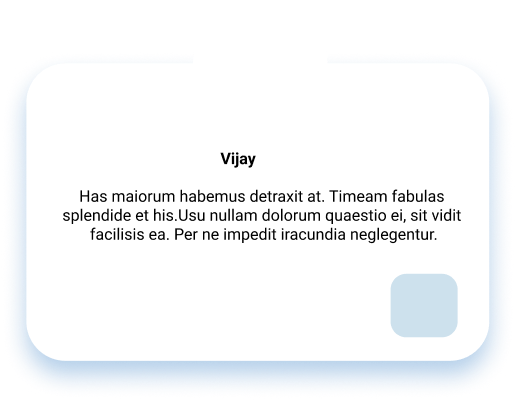 Vijay
Has maiorum habemus detraxit at. Timeam fabulas
splendide et his.Usu nullam dolorum quaestio ei, sit vidit
facilisis ea. Per ne impedit iracundia neglegentur.